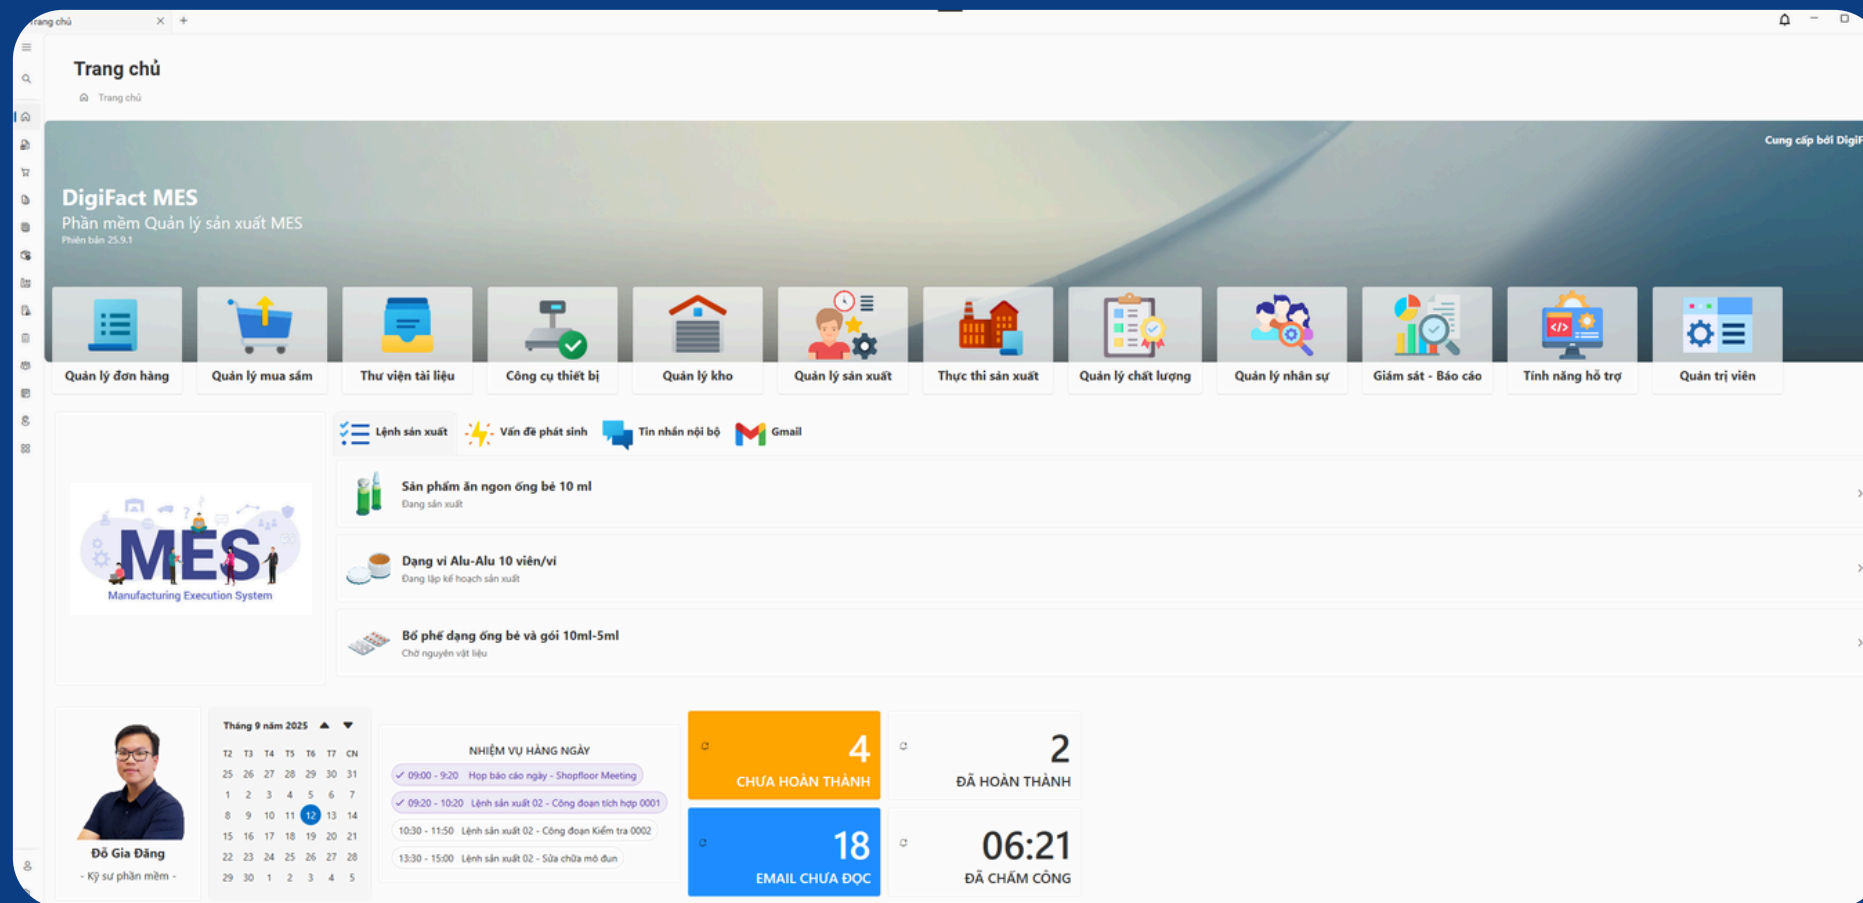 Trang chủ
Trang chủ
Trang chủ
Cung cấp bởi DigiF
DigiFact MES
Phần mềm Quản lý sản xuất MES
Phiên bản 25.9.1
Quản lý đơn hàng
Quản lý mua sắm
Thư viện tài liệu
Công cụ thiết bị
Quản lý kho
Quản lý sản xuất
Thực thi sản xuất
Quản lý chất lượng
Quản lý nhân sự
Giám sát - Báo cáo
Tính năng hỗ trợ
Quản trị viên
Lệnh sản xuất
Vấn đề phát sinh
Tin nhắn nội bộ
Gmail
Sản phẩm ăn ngon ống bẻ 10 ml
Đang sản xuất
Dạng vỉ Alu-Alu 10 viên/vỉ
Đang lập kế hoạch sản xuất
Bổ phế dạng ống bẻ và gói 10ml-5ml
Chờ nguyên vật liệu
MES
Manufacturing Execution System
Đỗ Gia Đăng
- Kỹ sư phần mềm -
Tháng 9 năm 2025
T2 T3 T4 T5 T6 T7 CN
25 26 27 28 29 30 31
1 2 3 4 5 6 7
8 9 10 11 12 13 14
15 16 17 18 19 20 21
22 23 24 25 26 27 28
29 30 1 2 3 4 5
NHIỆM VỤ HÀNG NGÀY
09:00 - 9:20 Họp báo cáo ngày - Shopfloor Meeting
09:20 - 10:20 Lệnh sản xuất 02 - Công đoạn tích hợp 0001
10:30 - 11:50 Lệnh sản xuất 02 - Công đoạn Kiểm tra 0002
13:30 - 15:00 Lệnh sản xuất 02 - Sửa chữa mô đun
4
CHƯA HOÀN THÀNH
2
ĐÃ HOÀN THÀNH
18
EMAIL CHƯA ĐỌC
06:21
ĐÃ CHẤM CÔNG